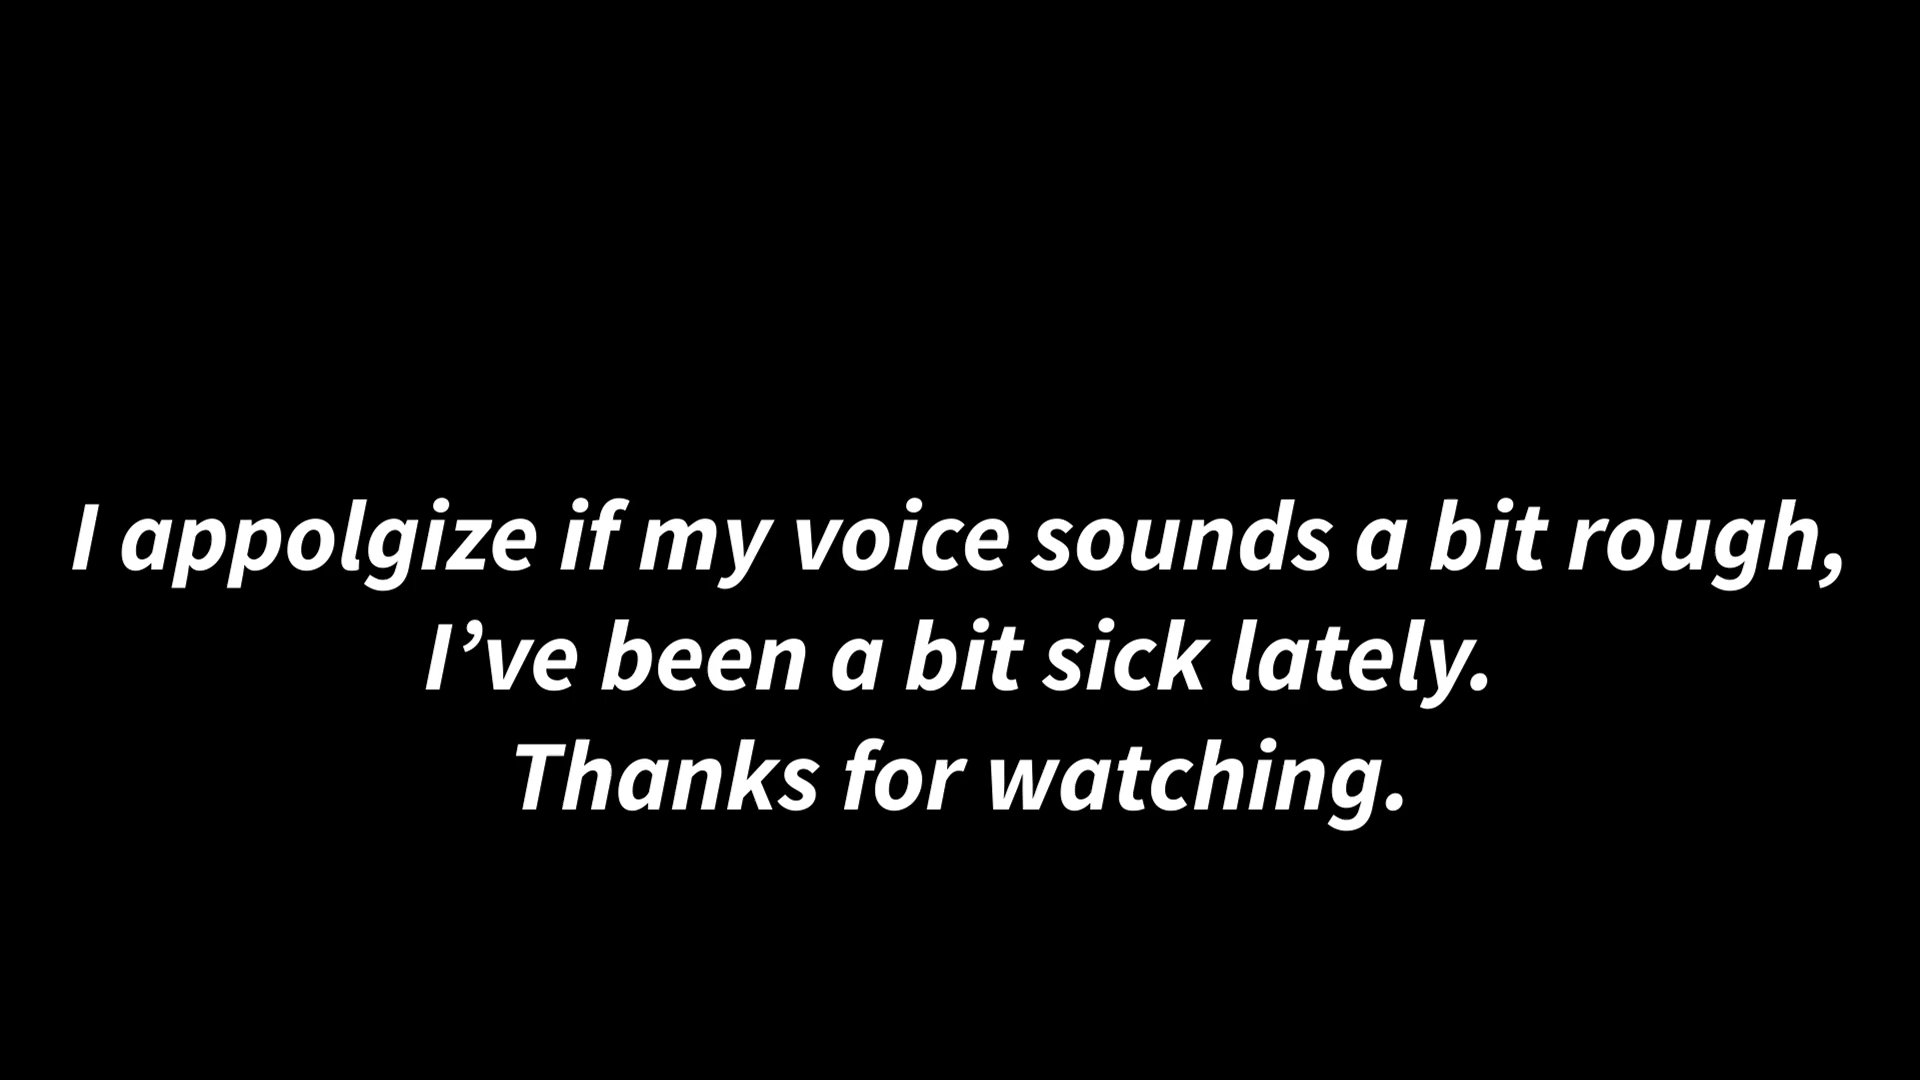 I appolgize if my voice sounds a bit rough,
I’ve been a bit sick lately.
Thanks for watching.